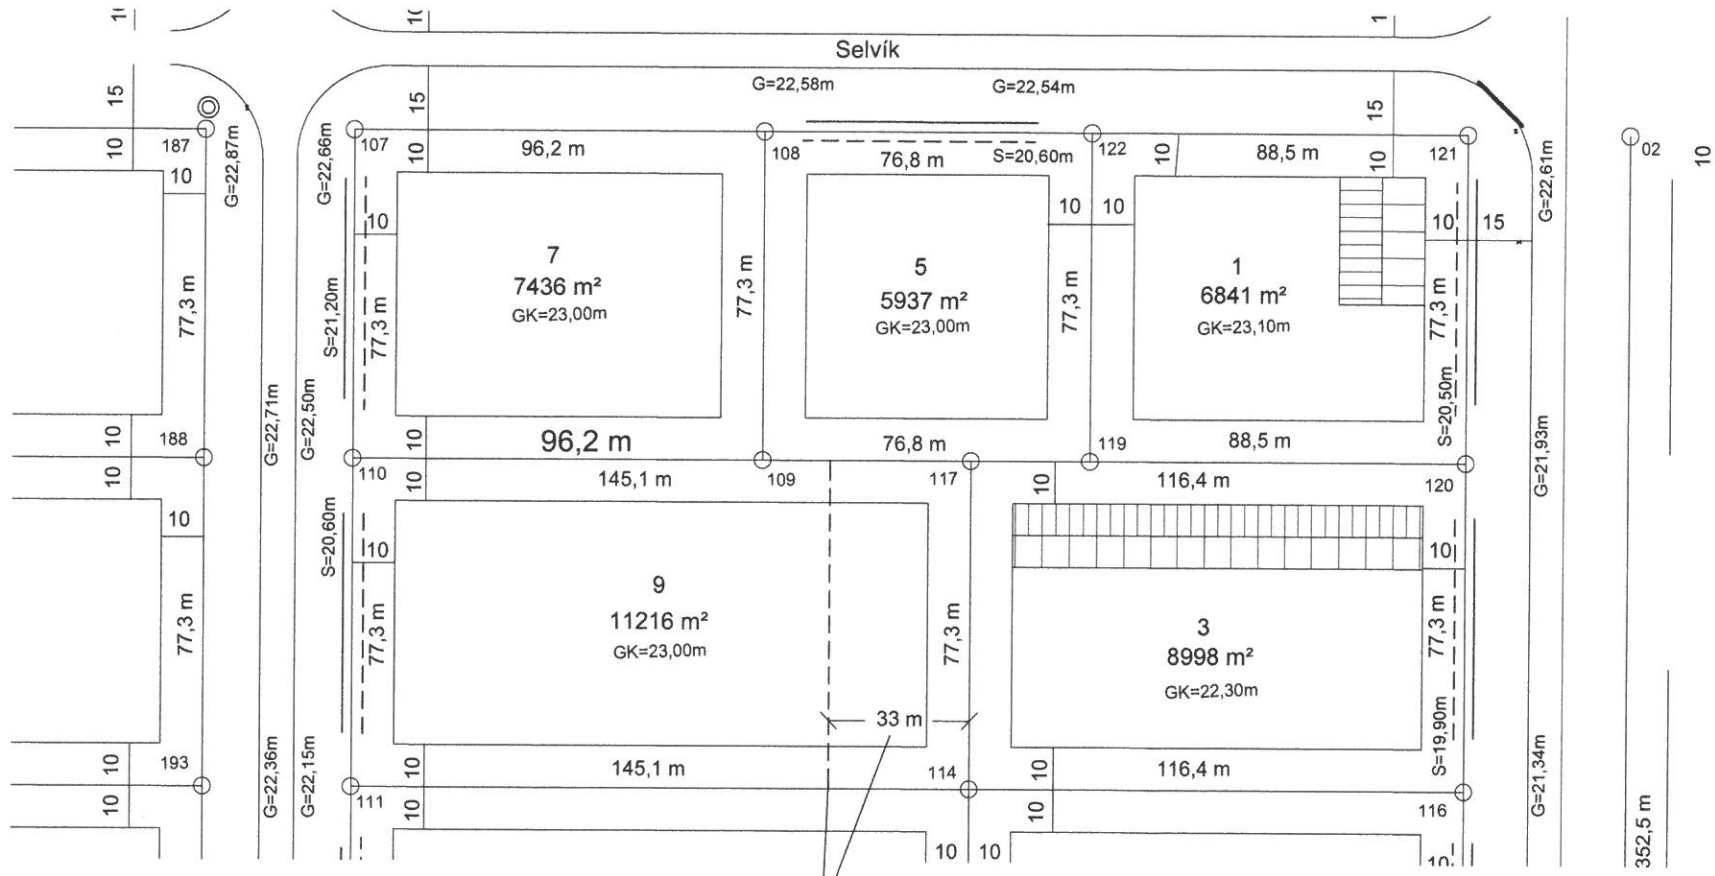 10
10
1
Selvík
G=22,58m
G=22,54m
15
15
15
10
187
10
G=22,87m
G=22,66m
107
10
96,2 m
108
76,8 m
S=20,60m
122
10
88,5 m
10
121
G=22,61m
02
10
10
10
10
10
15
77,3 m
S=21,20m
77,3 m
7
7436 m²
GK=23,00m
77,3 m
5
5937 m²
GK=23,00m
77,3 m
1
6841 m²
GK=23,10m
77,3 m
S=20,50m
G=22,71m
G=22,50m
G=21,93m
10
188
10
10
96,2 m
76,8 m
119
88,5 m
110
10
145,1 m
109
117
10
116,4 m
120
10
S=20,60m
10
10
77,3 m
77,3 m
9
11216 m²
GK=23,00m
77,3 m
3
8998 m²
GK=22,30m
77,3 m
33 m
S=19,90m
10
193
G=22,36m
G=22,15m
10
145,1 m
114
10
116,4 m
G=21,34m
10
111
10
10
116
10
10
10
352,5 m